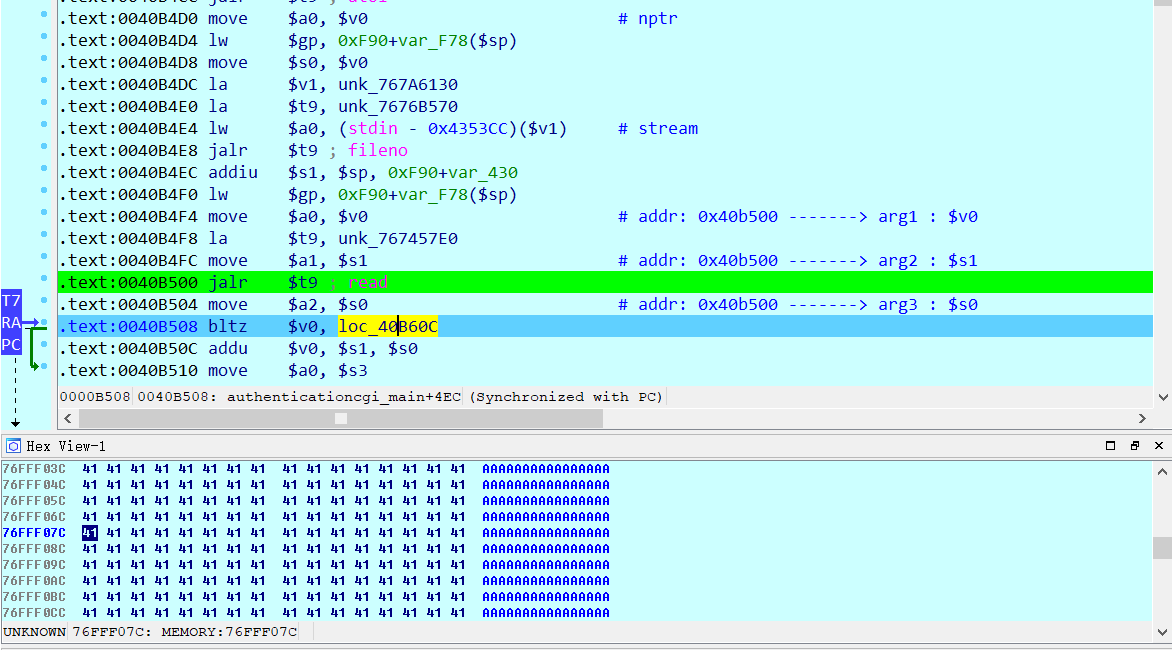 .text:0040B4D0 move $a0, $v0 # nptr
.text:0040B4D4 lw $gp, 0xF90+var_F78($sp)
.text:0040B4D8 move $s0, $v0
.text:0040B4DC la $v1, unk_767A6130
.text:0040B4E0 la $t9, unk_7676B570
.text:0040B4E4 lw $a0, (stdin - 0x4353CC)($v1) # stream
.text:0040B4E8 jalr $t9 ; fileno
.text:0040B4EC addiu $s1, $sp, 0xF90+var_430
.text:0040B4F0 lw $gp, 0xF90+var_F78($sp)
.text:0040B4F4 move $a0, $v0 # addr: 0x40b500 -------> arg1 : $v0
.text:0040B4F8 la $t9, unk_767457E0
.text:0040B4FC move $a1, $s1 # addr: 0x40b500 -------> arg2 : $s1
.text:0040B500 jalr $t9 ; read
T7
.text:0040B504 move $a2, $s0 # addr: 0x40b500 -------> arg3 : $s0
RA
.text:0040B508 bltz $v0, loc_40B60C
PC
.text:0040B50C addu $v0, $s1, $s0
.text:0040B510 move $a0, $s3
0000B508 0040B508: authenticationcgi_main+4EC (Synchronized with PC)
Hex View-1
76FFF03C 41 41 41 41 41 41 41 41 41 41 41 41 41 41 41 41 AAAAAAAAAAAAAAAA
76FFF04C 41 41 41 41 41 41 41 41 41 41 41 41 41 41 41 41 AAAAAAAAAAAAAAAA
76FFF05C 41 41 41 41 41 41 41 41 41 41 41 41 41 41 41 41 AAAAAAAAAAAAAAAA
76FFF06C 41 41 41 41 41 41 41 41 41 41 41 41 41 41 41 41 AAAAAAAAAAAAAAAA
76FFF07C 41 41 41 41 41 41 41 41 41 41 41 41 41 41 41 41 AAAAAAAAAAAAAAAA
76FFF08C 41 41 41 41 41 41 41 41 41 41 41 41 41 41 41 41 AAAAAAAAAAAAAAAA
76FFF09C 41 41 41 41 41 41 41 41 41 41 41 41 41 41 41 41 AAAAAAAAAAAAAAAA
76FFF0AC 41 41 41 41 41 41 41 41 41 41 41 41 41 41 41 41 AAAAAAAAAAAAAAAA
76FFF0BC 41 41 41 41 41 41 41 41 41 41 41 41 41 41 41 41 AAAAAAAAAAAAAAAA
76FFF0CC 41 41 41 41 41 41 41 41 41 41 41 41 41 41 41 41 AAAAAAAAAAAAAAAA
UNKNOWN 76FFF07C: MEMORY:76FFF07C